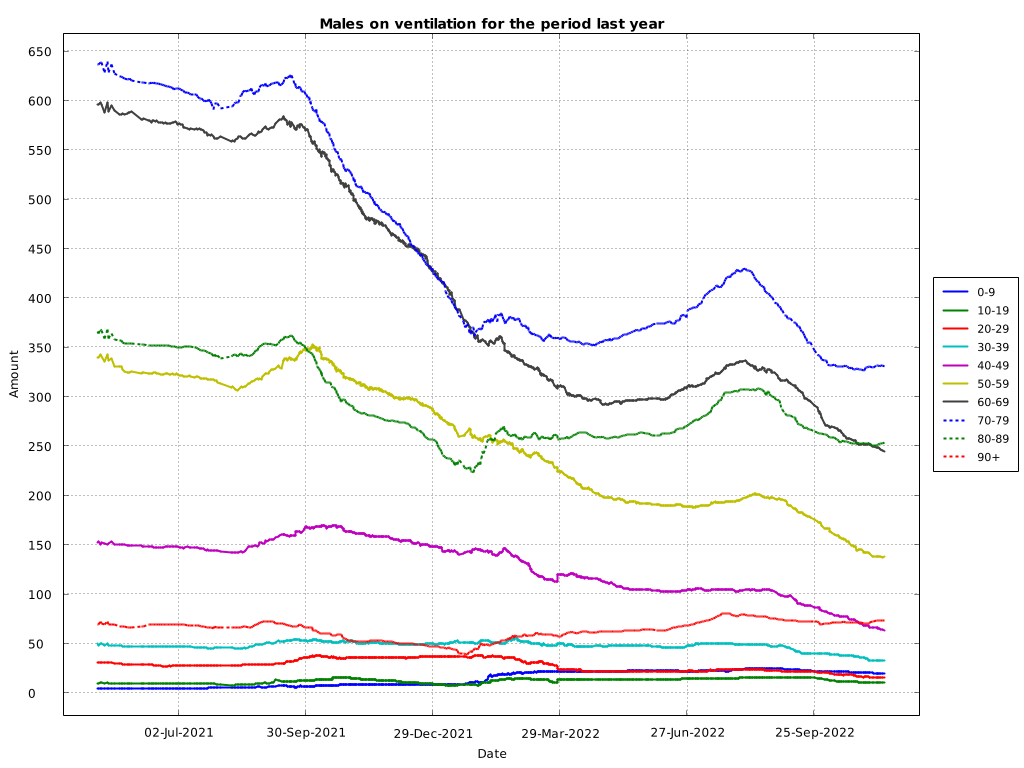 Males on ventilation for the period last year
650
600
550
500
450
400
350
300
250
200
150
100
50
0
Amount
02-Jul-2021
30-Sep-2021
29-Dec-2021
29-Mar-2022
27-Jun-2022
25-Sep-2022
Date
0-9
10-19
20-29
30-39
40-49
50-59
60-69
70-79
80-89
90+